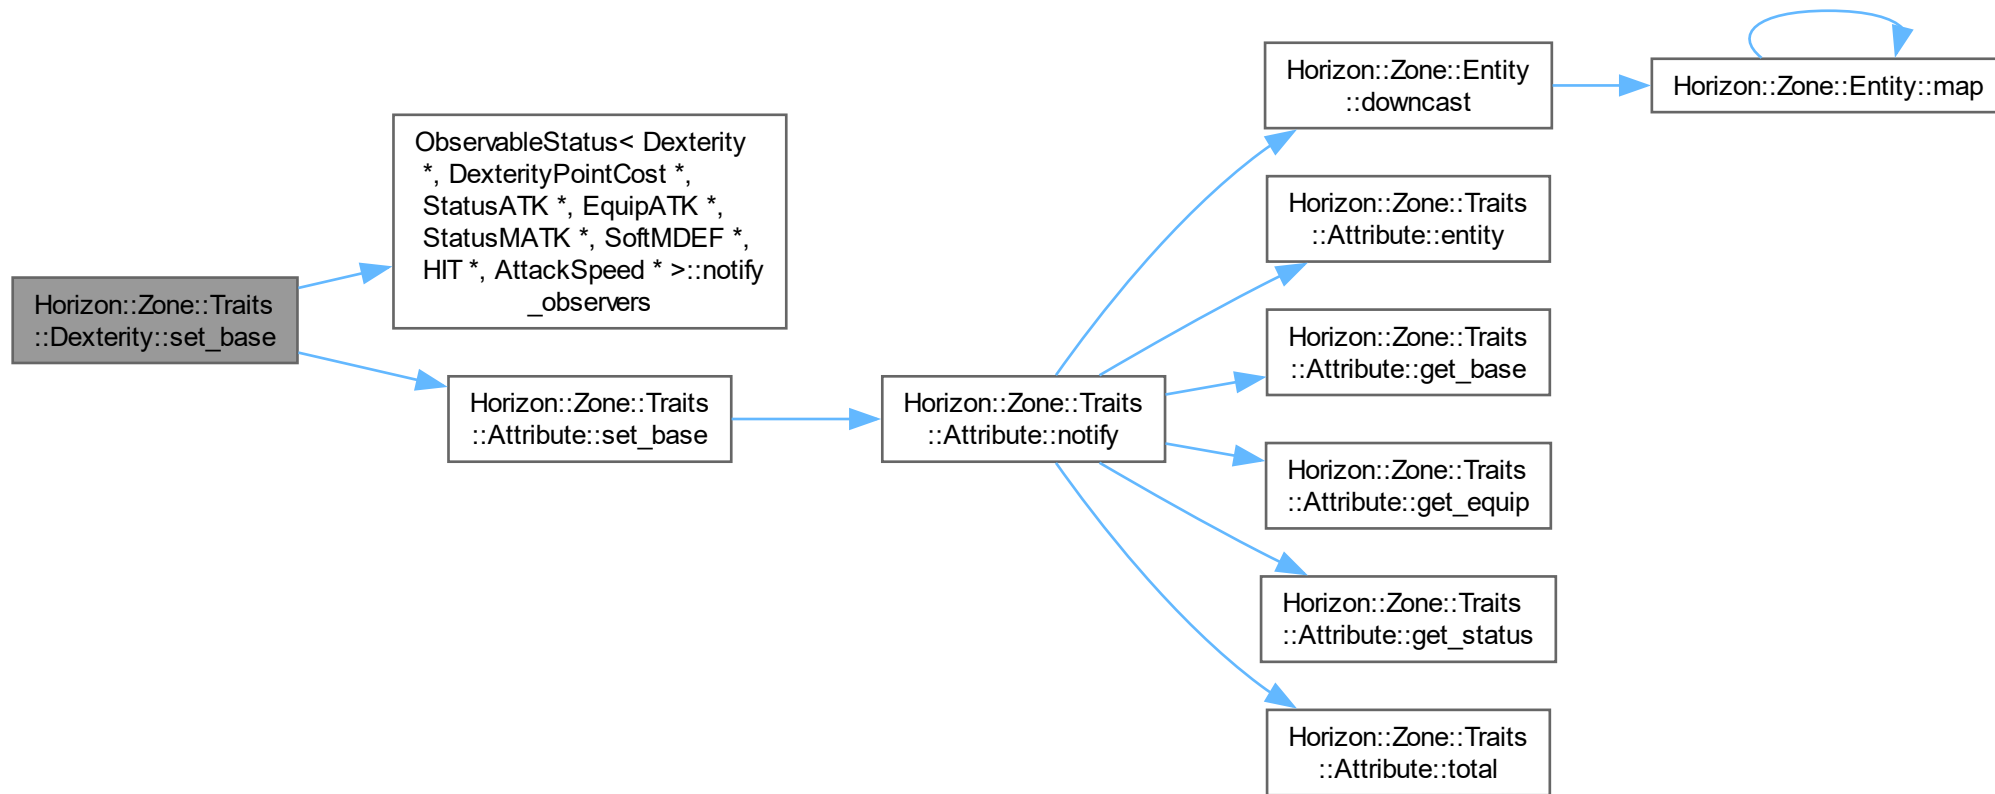 Horizon::Zone::Traits
::Dexterity::set_base
ObservableStatus< Dexterity
*, DexterityPointCost *,
StatusATK *, EquipATK *,
StatusMATK *, SoftMDEF *,
HIT *, AttackSpeed * >::notify
_observers
Horizon::Zone::Traits
::Attribute::set_base
Horizon::Zone::Traits
::Attribute::notify
Horizon::Zone::Entity
::downcast
Horizon::Zone::Entity::map
Horizon::Zone::Traits
::Attribute::entity
Horizon::Zone::Traits
::Attribute::get_base
Horizon::Zone::Traits
::Attribute::get_equip
Horizon::Zone::Traits
::Attribute::get_status
Horizon::Zone::Traits
::Attribute::total